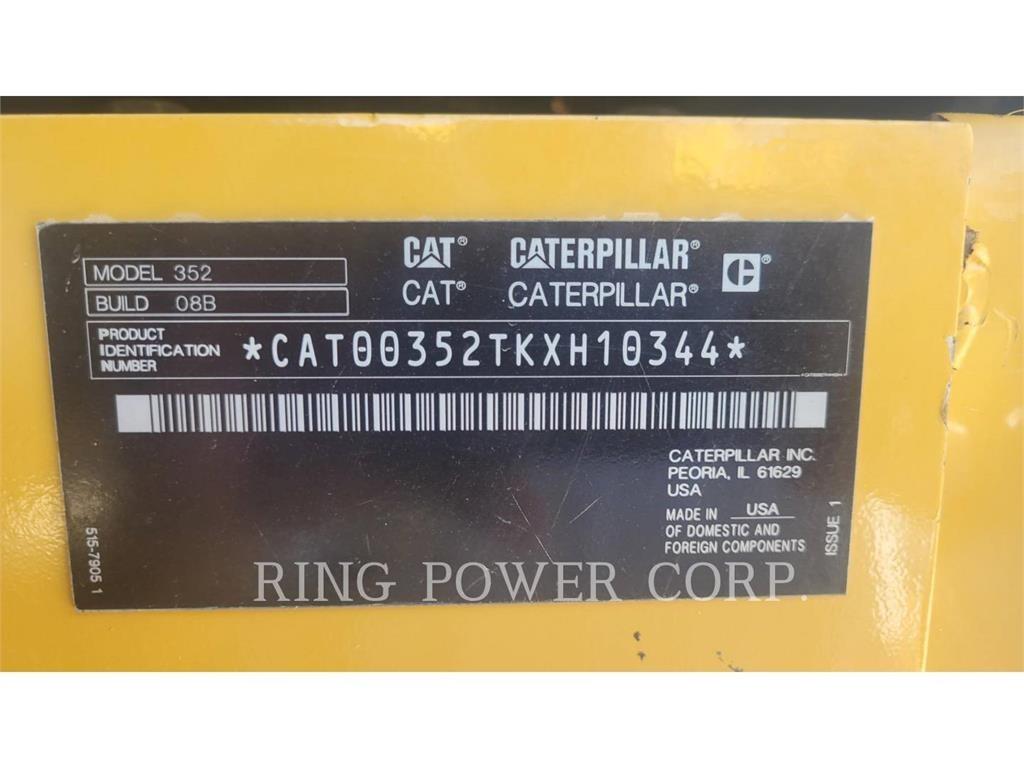 CAT® CATERPILLAR® C®
CAT® CATERPILLAR®
MODEL 352
BUILD 08B
PRODUCT IDENTIFICATION NUMBER
*CAT00352TKXH10344*
CATERPILLAR INC.
PEORIA, IL 61629
USA
MADE IN USA
OF DOMESTIC AND
FOREIGN COMPONENTS
ISSUE 1
515-7905 1
RING POWER CORP.